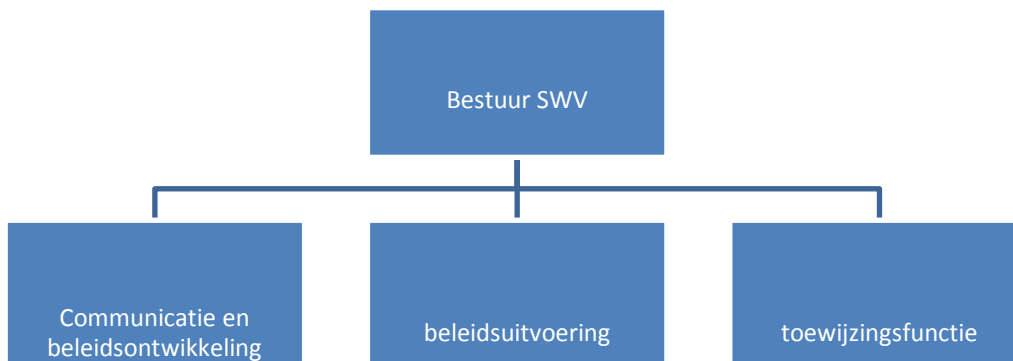 Bestuur SWV
Communicatie en
beleidsontwikkeling
beleidsuitvoering
toewijzingsfunctie